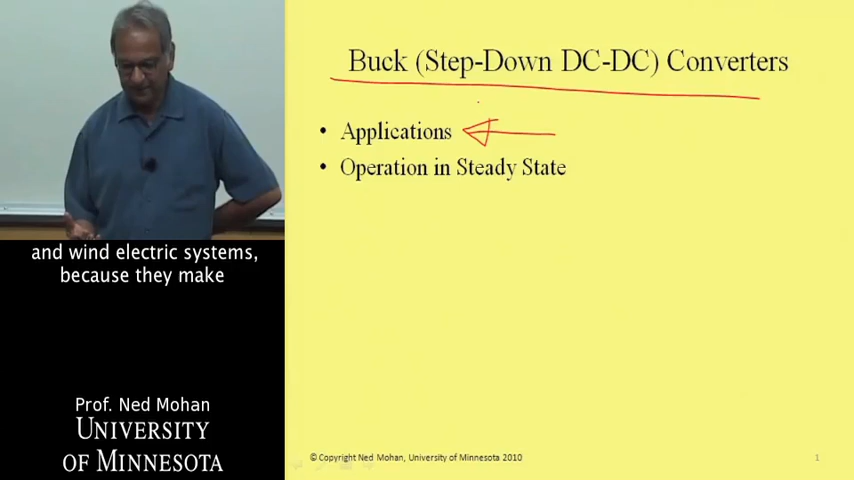 Buck (Step-Down DC-DC) Converters
• Applications
• Operation in Steady State
and wind electric systems,
because they make
Prof. Ned Mohan
UNIVERSITY
OF MINNESOTA
© Copyright Ned Mohan, University of Minnesota 2010
1